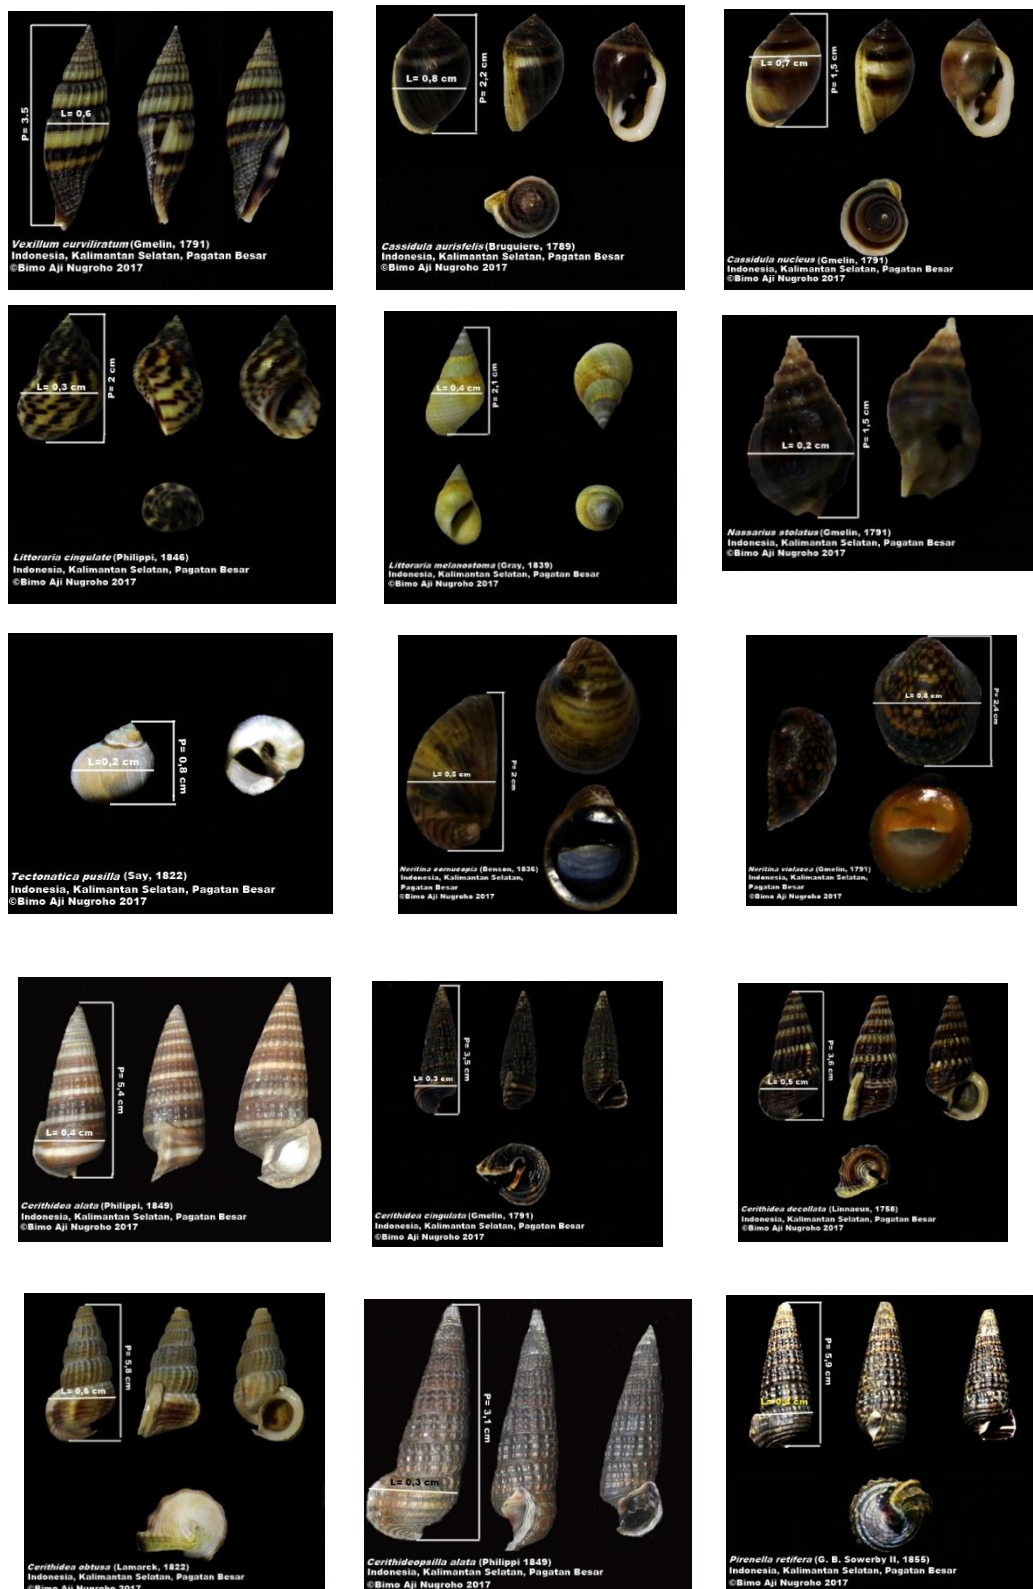 P= 3.5
L= 0,6
Vexillum curviliratum (Gmelin, 1791)
Indonesia, Kalimantan Selatan, Pagatan Besar
©Bimo Aji Nugroho 2017
L= 0,8 cm
P= 2,2 cm
Cassidula aurisfelis (Bruguiere, 1789)
Indonesia, Kalimantan Selatan, Pagatan Besar
©Bimo Aji Nugroho 2017
L= 0,7 cm
P= 1,5 cm
Cassidula nucleus (Gmelin, 1791)
Indonesia, Kalimantan Selatan, Pagatan Besar
©Bimo Aji Nugroho 2017
L= 0,3 cm
P= 2 cm
Littoraria cingulate (Philippi, 1846)
Indonesia, Kalimantan Selatan, Pagatan Besar
©Bimo Aji Nugroho 2017
L= 0,4 cm
P= 2,1 cm
Littoraria melanostoma (Gray, 1839)
Indonesia, Kalimantan Selatan, Pagatan Besar
©Bimo Aji Nugroho 2017
L= 0,2 cm
P= 1,5 cm
Nassarius stolatus (Gmelin, 1791)
Indonesia, Kalimantan Selatan, Pagatan Besar
©Bimo Aji Nugroho 2017
L=0,2 cm
P= 0,8 cm
Tectonatica pusilla (Say, 1822)
Indonesia, Kalimantan Selatan, Pagatan Besar
©Bimo Aji Nugroho 2017
L= 0,5 cm
P= 2 cm
Neritina cornucopia (Benson, 1836)
Indonesia, Kalimantan Selatan,
Pagatan Besar
©Bimo Aji Nugroho 2017
L= 0,8 cm
P= 2,4 cm
Neritina violacea (Gmelin, 1791)
Indonesia, Kalimantan Selatan,
Pagatan Besar
©Bimo Aji Nugroho 2017
P= 5,4 cm
L= 0,4 cm
Cerithidea alata (Philippi, 1849)
Indonesia, Kalimantan Selatan, Pagatan Besar
©Bimo Aji Nugroho 2017
P= 3,5 cm
L= 0,3 cm
Cerithidea cingulata (Gmelin, 1791)
Indonesia, Kalimantan Selatan, Pagatan Besar
©Bimo Aji Nugroho 2017
P= 3,6 cm
L= 0,5 cm
Cerithidea decollata (Linnaeus, 1758)
Indonesia, Kalimantan Selatan, Pagatan Besar
©Bimo Aji Nugroho 2017
P= 5,8 cm
L= 0,6 cm
Cerithidea obtusa (Lamarck, 1822)
Indonesia, Kalimantan Selatan, Pagatan Besar
©Bimo Aji Nugroho 2017
P= 3,1 cm
L= 0,3 cm
Cerithideopsilla alata (Philippi 1849)
Indonesia, Kalimantan Selatan, Pagatan Besar
©Bimo Aji Nugroho 2017
P= 5,9 cm
cm
Pirenella retifera (G. B. Sowerby II, 1855)
Indonesia, Kalimantan Selatan, Pagatan Besar
©Bimo Aji Nugroho 2017